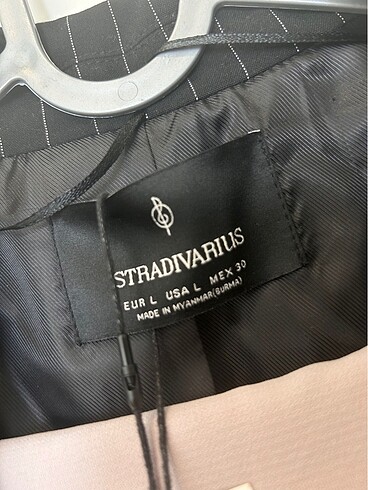 STRADIVARIUS
EUR L USA L MEX 30
MADE IN MYANMAR(BURMA)